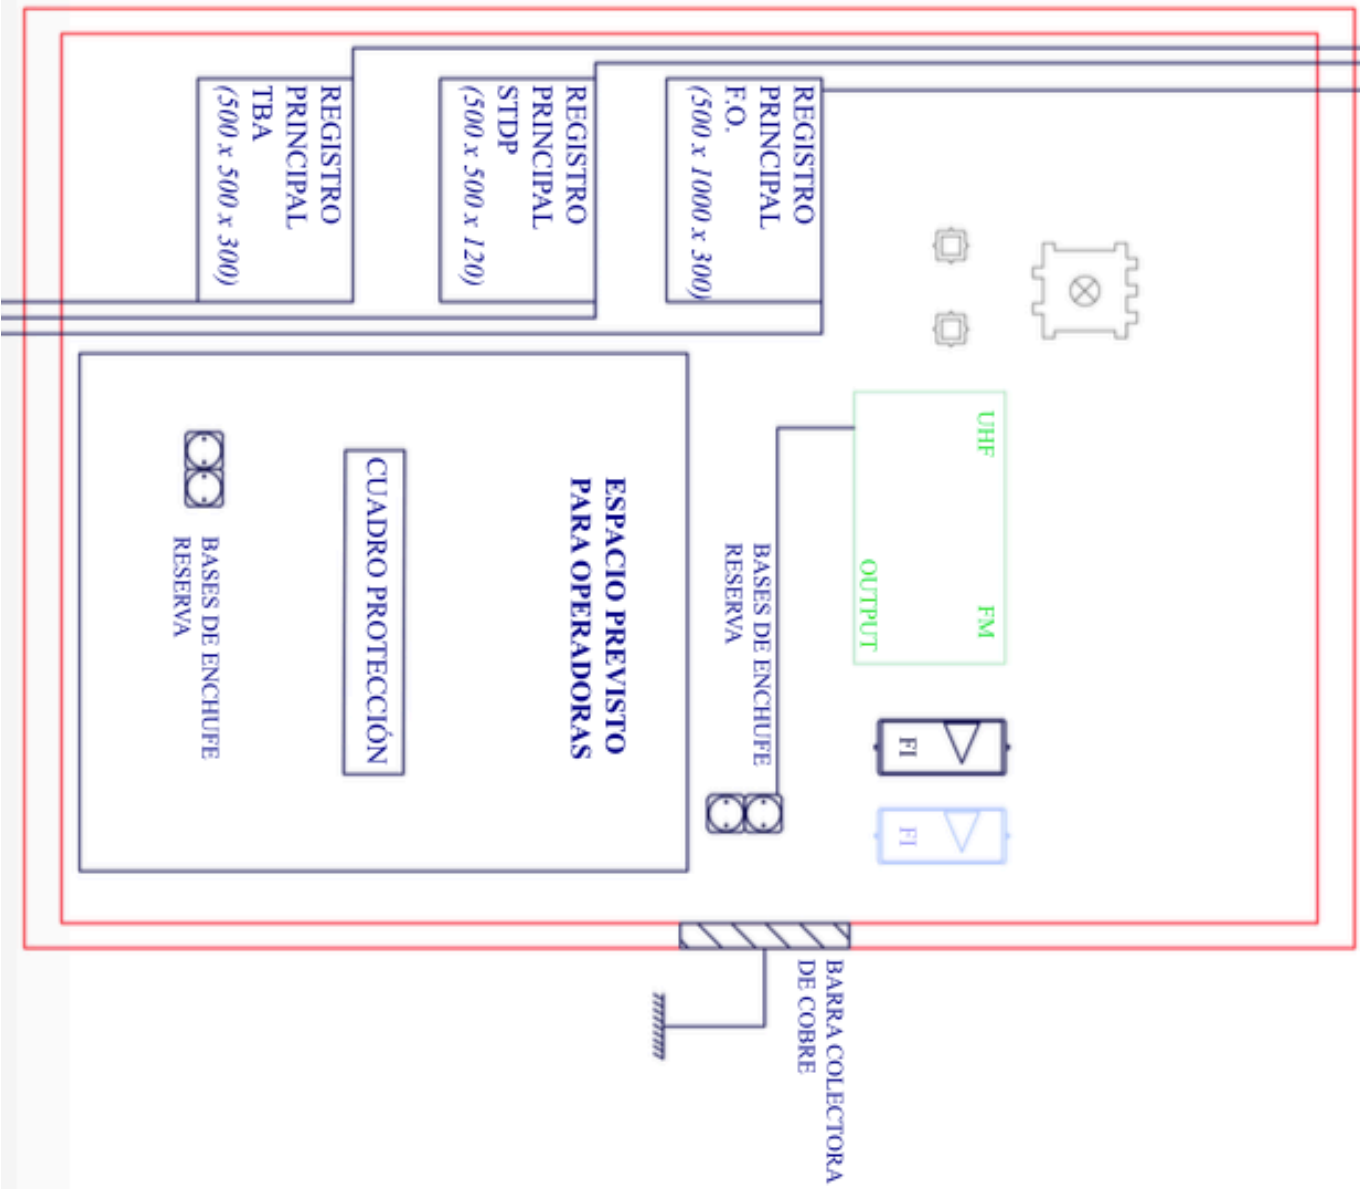 REGISTRO
PRINCIPAL
TBA
(500 x 500 x 300)
REGISTRO
PRINCIPAL
STDP
(500 x 500 x 120)
REGISTRO
PRINCIPAL
F.O.
(500 x 1000 x 300)
UHF
FM
OUTPUT
FI
FI
BASES DE ENCHUFE
RESERVA
ESPACIO PREVISTO
PARA OPERADORAS
CUADRO PROTECCIÓN
BASES DE ENCHUFE
RESERVA
BARRA COLECTORA
DE COBRE